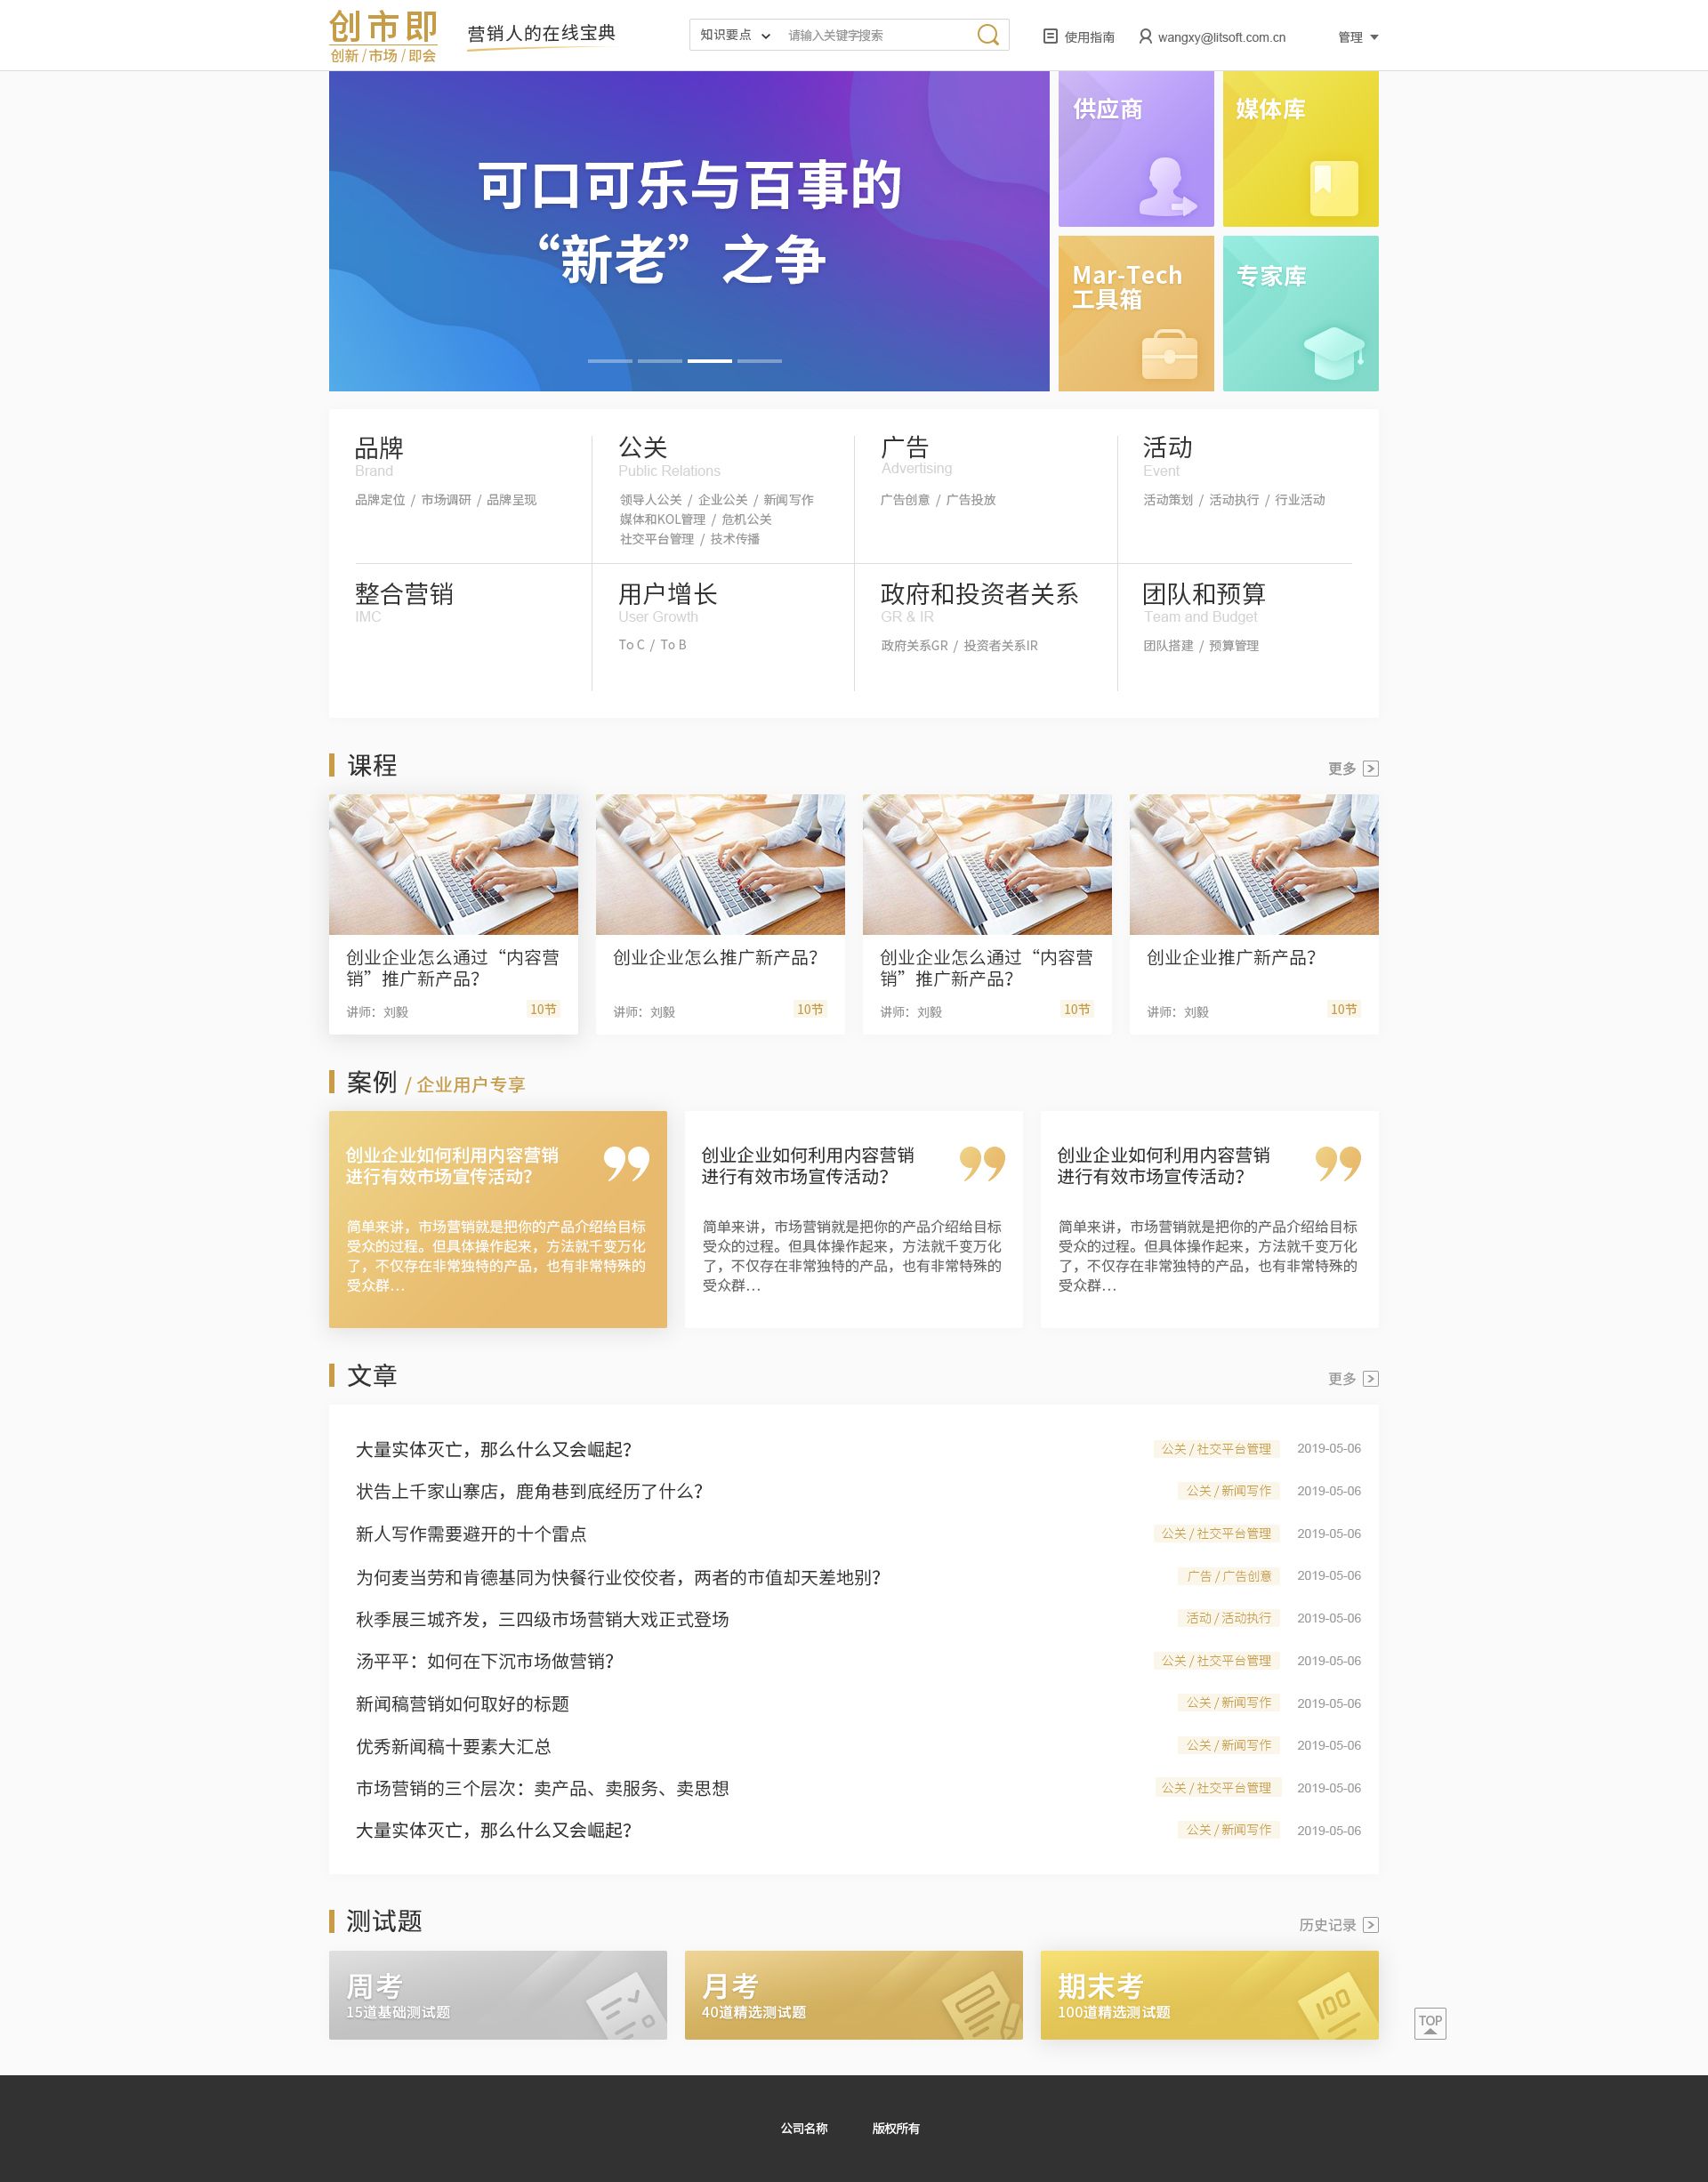 创市即
创新 / 市场 / 即会
营销人的在线宝典
知识要点
请输入关键字搜索
使用指南
wangxy@litsoft.com.cn
管理
可口可乐与百事的
“新老”之争
供应商
媒体库
Mar-Tech
工具箱
专家库
品牌
Brand
品牌定位 / 市场调研 / 品牌呈现
公关
Public Relations
领导人公关 / 企业公关 / 新闻写作
媒体和KOL管理 / 危机公关
社交平台管理 / 技术传播
广告
Advertising
广告创意 / 广告投放
活动
Event
活动策划 / 活动执行 / 行业活动
整合营销
IMC
用户增长
User Growth
To C / To B
政府和投资者关系
GR & IR
政府关系GR / 投资者关系IR
团队和预算
Team and Budget
团队搭建 / 预算管理
课程
更多
创业企业怎么通过“内容营
销”推广新产品？
讲师：刘毅
10节
创业企业怎么推广新产品？
讲师：刘毅
10节
创业企业怎么通过“内容营
销”推广新产品？
讲师：刘毅
10节
创业企业推广新产品？
讲师：刘毅
10节
案例 / 企业用户专享
创业企业如何利用内容营销
进行有效市场宣传活动？
简单来讲，市场营销就是把你的产品介绍给目标
受众的过程。但具体操作起来，方法就千变万化
了，不仅存在非常独特的产品，也有非常特殊的
受众群...
创业企业如何利用内容营销
进行有效市场宣传活动？
简单来讲，市场营销就是把你的产品介绍给目标
受众的过程。但具体操作起来，方法就千变万化
了，不仅存在非常独特的产品，也有非常特殊的
受众群...
创业企业如何利用内容营销
进行有效市场宣传活动？
简单来讲，市场营销就是把你的产品介绍给目标
受众的过程。但具体操作起来，方法就千变万化
了，不仅存在非常独特的产品，也有非常特殊的
受众群...
文章
更多
大量实体灭亡，那么什么又会崛起？ 公关 / 社交平台管理 2019-05-06
状告上千家山寨店，鹿角巷到底经历了什么？ 公关 / 新闻写作 2019-05-06
新人写作需要避开的十个雷点 公关 / 社交平台管理 2019-05-06
为何麦当劳和肯德基同为快餐行业佼佼者，两者的市值却天差地别？ 广告 / 广告创意 2019-05-06
秋季展三城齐发，三四级市场营销大戏正式登场 活动 / 活动执行 2019-05-06
汤平平：如何在下沉市场做营销？ 公关 / 社交平台管理 2019-05-06
新闻稿营销如何取好的标题 公关 / 新闻写作 2019-05-06
优秀新闻稿十要素大汇总 公关 / 新闻写作 2019-05-06
市场营销的三个层次：卖产品、卖服务、卖思想 公关 / 社交平台管理 2019-05-06
大量实体灭亡，那么什么又会崛起？ 公关 / 新闻写作 2019-05-06
测试题
历史记录
周考
15道基础测试题
月考
40道精选测试题
期末考
100道精选测试题
100
TOP
公司名称
版权所有